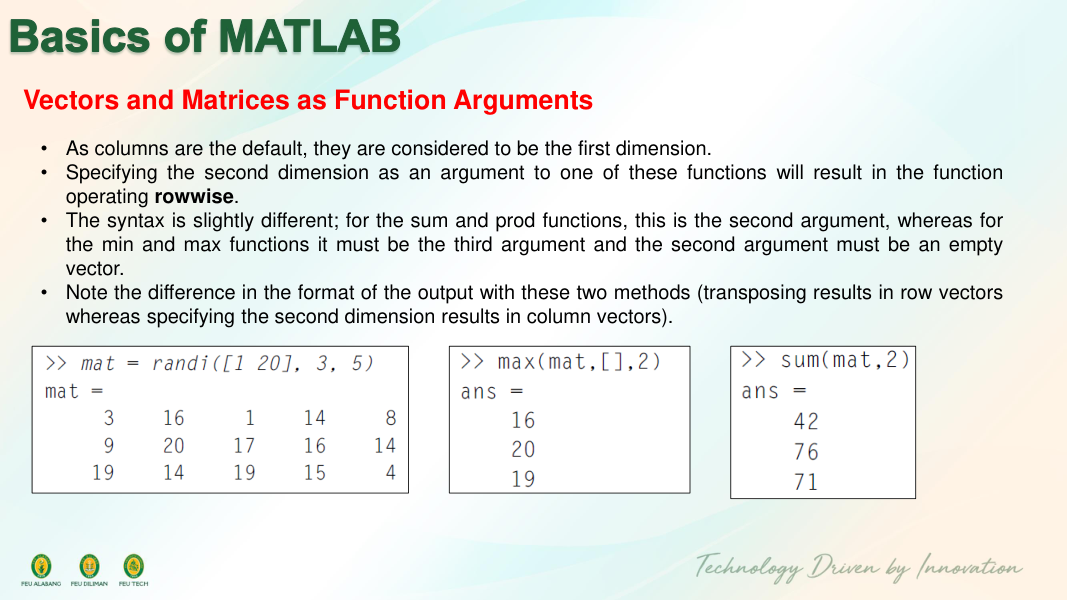 Basics of MATLAB
Vectors and Matrices as Function Arguments
• As columns are the default, they are considered to be the first dimension.
• Specifying the second dimension as an argument to one of these functions will result in the function
operating rowwise.
• The syntax is slightly different; for the sum and prod functions, this is the second argument, whereas for
the min and max functions it must be the third argument and the second argument must be an empty
vector.
• Note the difference in the format of the output with these two methods (transposing results in row vectors
whereas specifying the second dimension results in column vectors).
>> mat = randi([1 20], 3, 5)
mat =
3 16 1 14 8
9 20 17 16 14
19 14 19 15 4
>> max(mat,[],2)
ans =
16
20
19
>> sum(mat,2)
ans =
42
76
71
FEU ALABANG FEU DILIMAN FEU TECH
Technology Driven by Innovation